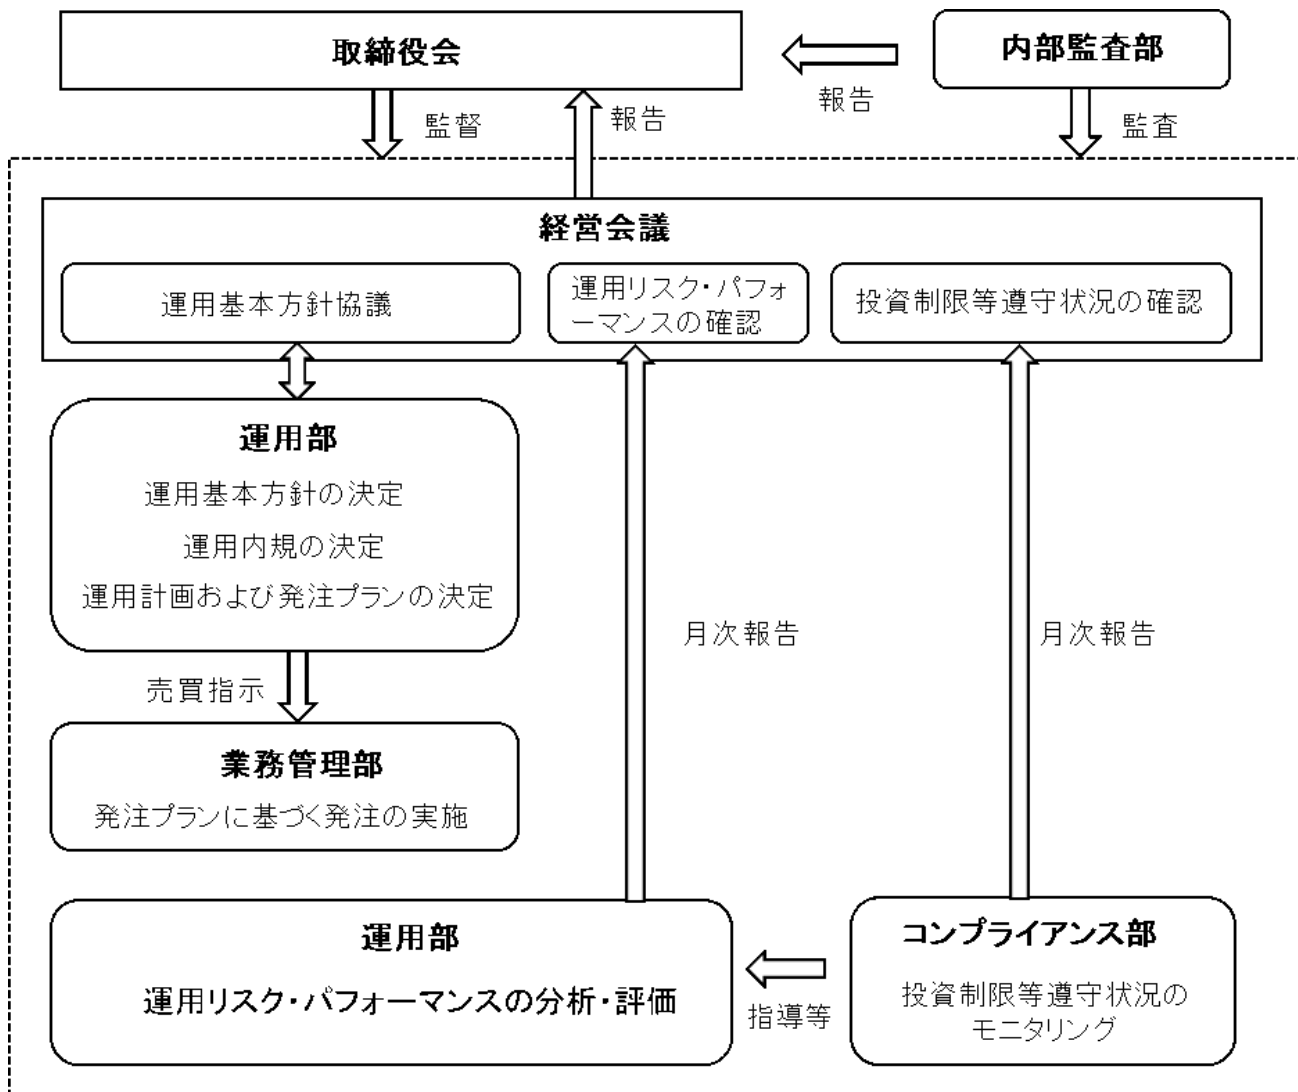 取締役会
内部監査部
報告
監督
報告
監査
経営会議
運用基本方針協議
運用リスク・パフォ
ーマンスの確認
投資制限等遵守状況の確認
運用部
運用基本方針の決定
運用内規の決定
運用計画および発注プランの決定
月次報告
月次報告
売買指示
業務管理部
発注プランに基づく発注の実施
運用部
運用リスク・パフォーマンスの分析・評価
指導等
コンプライアンス部
投資制限等遵守状況の
モニタリング